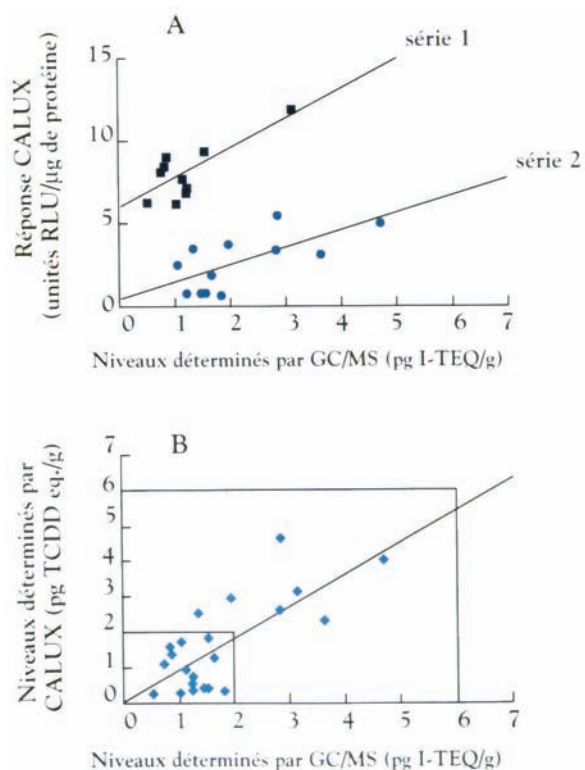 A
série 1
série 2
Réponse CALUX
(unités RLU/µg de protéine)
15
10
5
0
0 1 2 3 4 5 6 7
Niveaux déterminés par GC/MS (pg I-TEQ/g)
B
Niveaux déterminés par
CALUX (pg TCDD eq./g)
7
6
5
4
3
2
1
0
0 1 2 3 4 5 6 7
Niveaux déterminés par GC/MS (pg I-TEQ/g)